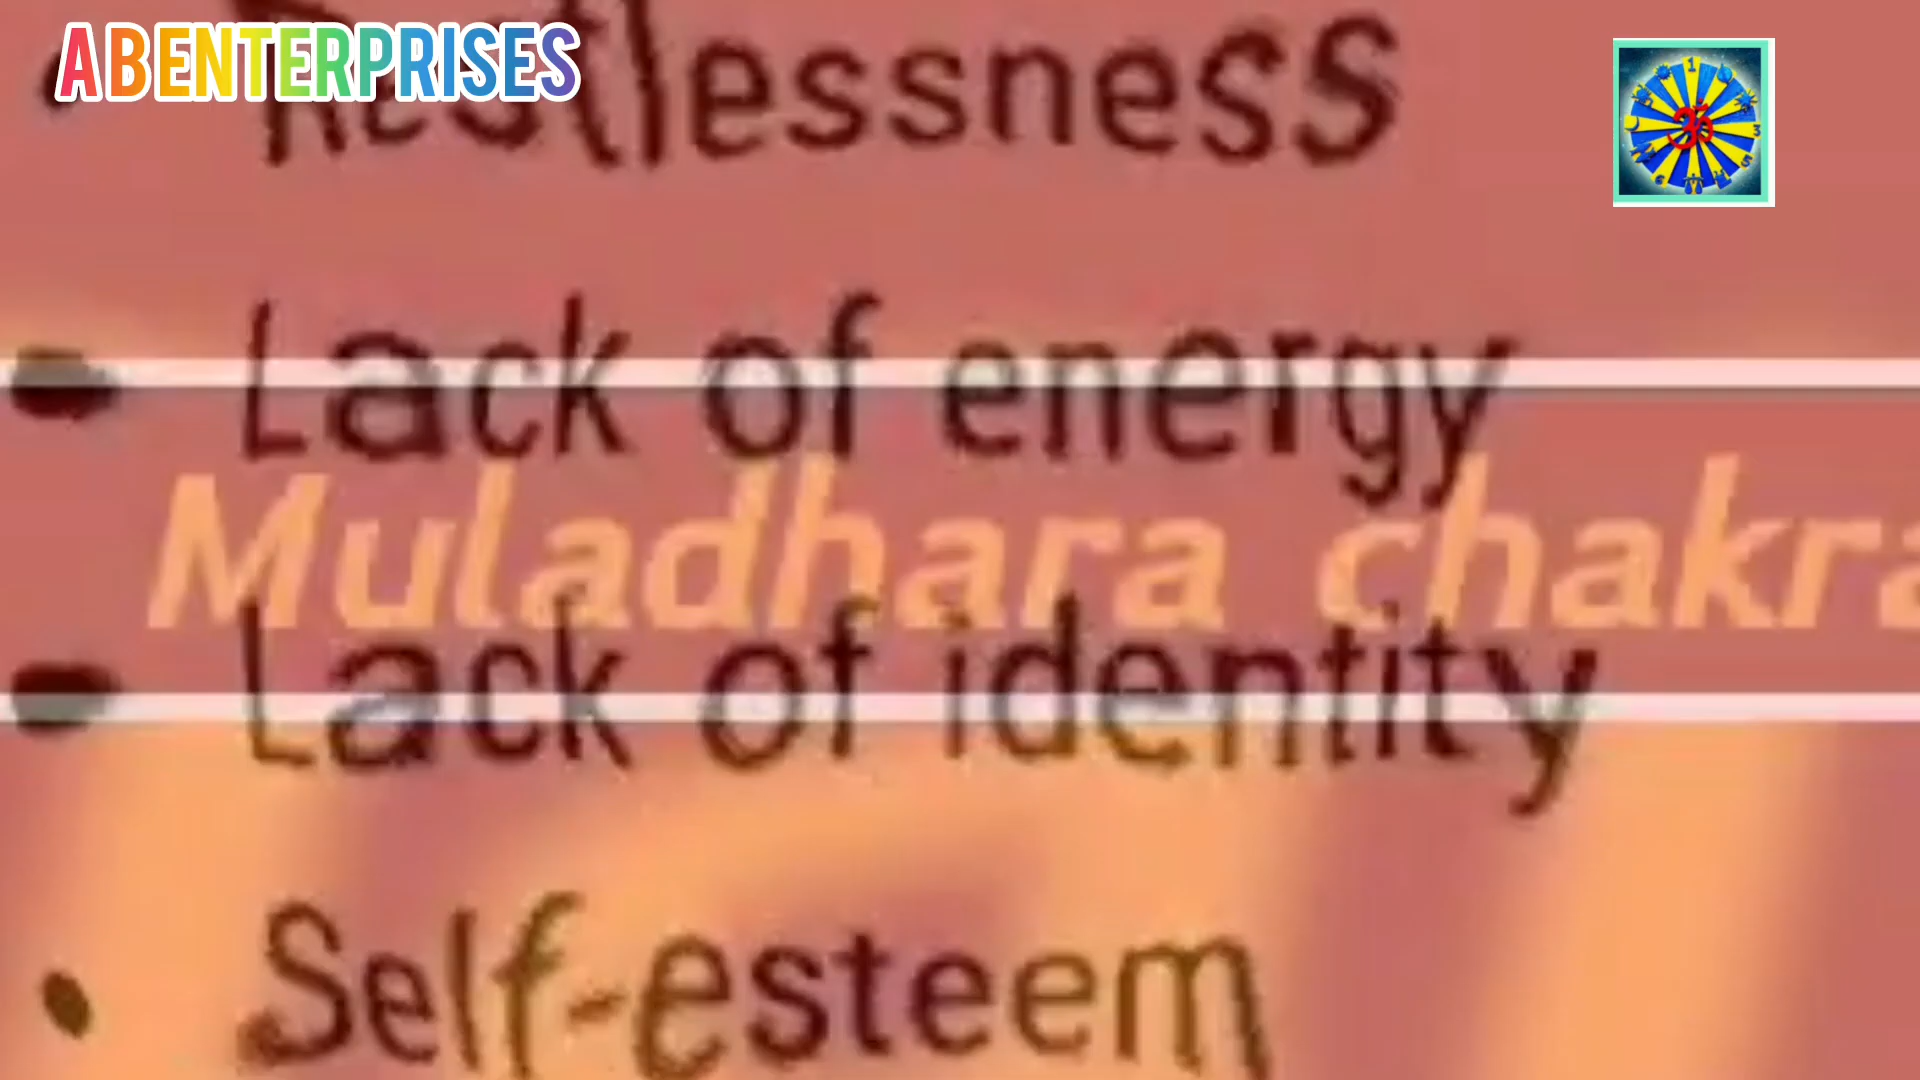 ABENTERPRISES
Restlessness
Lack of energy
Muladhara chakra
Lack of identity
Self-esteem